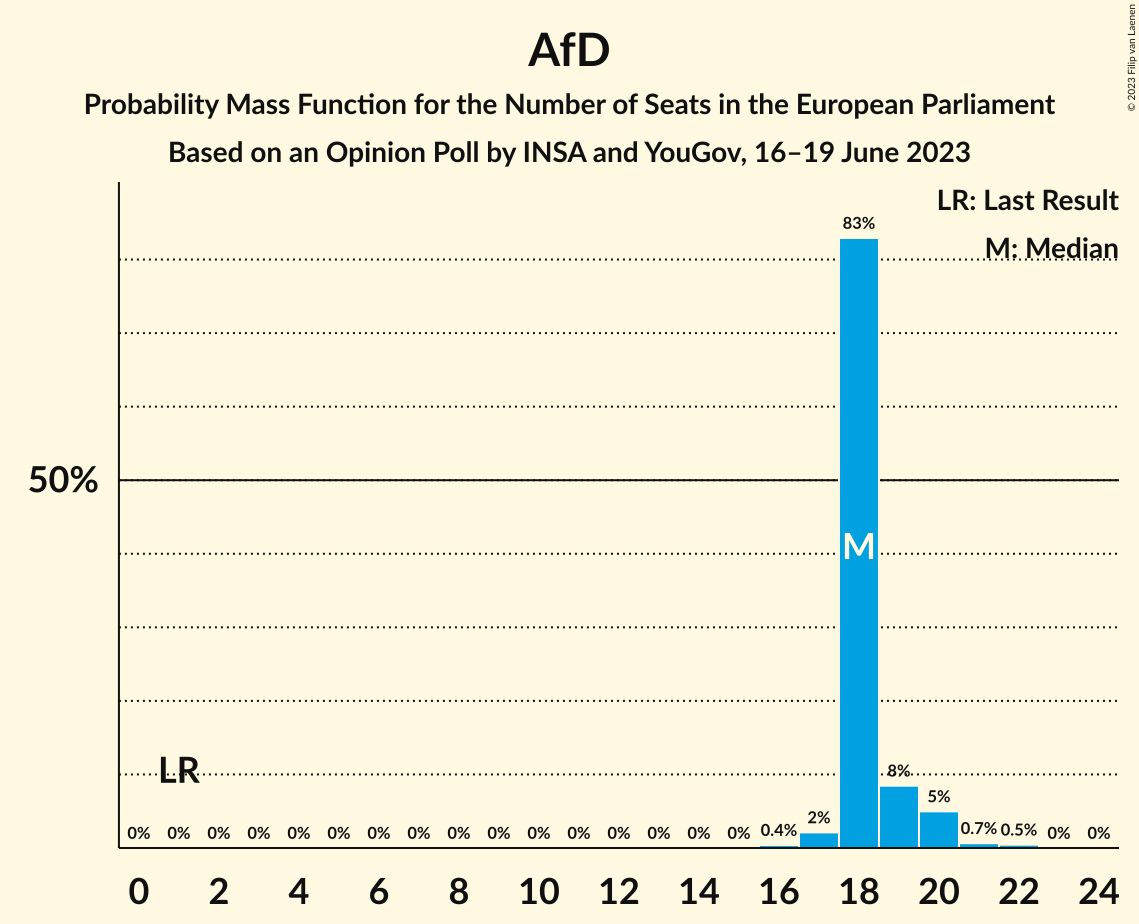 AfD
Probability Mass Function for the Number of Seats in the European Parliament
Based on an Opinion Poll by INSA and YouGov, 16–19 June 2023
© 2023 Filip van Laenen
LR: Last Result
M: Median
83%
50%
M
LR
8%
5%
0% 0% 0% 0% 0% 0% 0% 0% 0% 0% 0% 0% 0% 0% 0% 0% 0.4% 2% 0.7% 0.5% 0% 0%
0 2 4 6 8 10 12 14 16 18 20 22 24